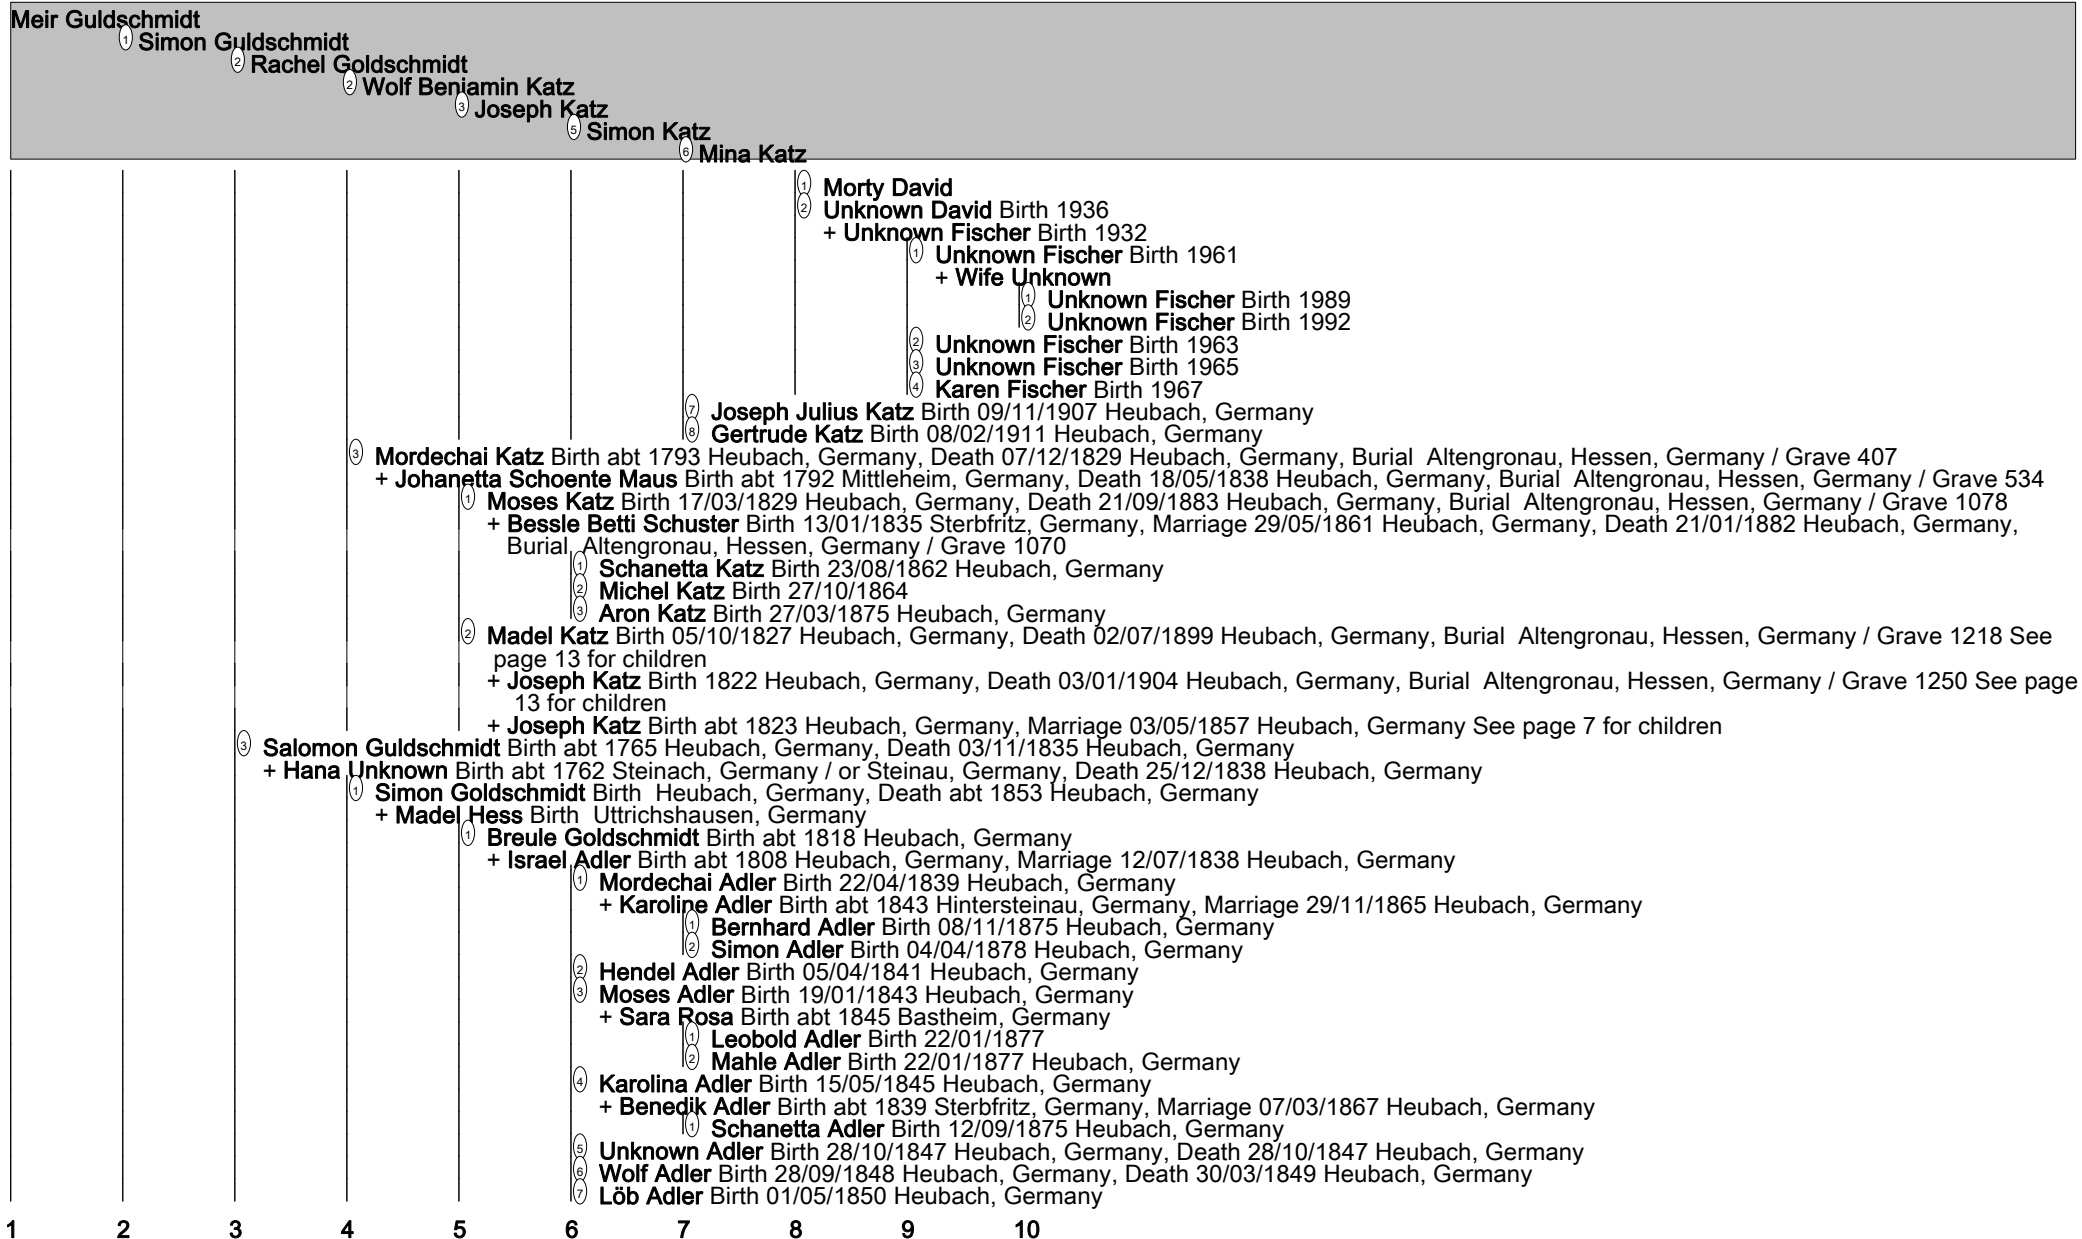 Meir Guldschmidt
1 Simon Guldschmidt
2 Rachel Goldschmidt
2 Wolf Benjamin Katz
3 Joseph Katz
5 Simon Katz
6 Mina Katz
1 Morty David
2 Unknown David Birth 1936
+ Unknown Fischer Birth 1932
1 Unknown Fischer Birth 1961
+ Wife Unknown
1 Unknown Fischer Birth 1989
2 Unknown Fischer Birth 1992
2 Unknown Fischer Birth 1963
3 Unknown Fischer Birth 1965
4 Karen Fischer Birth 1967
7 Joseph Julius Katz Birth 09/11/1907 Heubach, Germany
8 Gertrude Katz Birth 08/02/1911 Heubach, Germany
3 Mordechai Katz Birth abt 1793 Heubach, Germany, Death 07/12/1829 Heubach, Germany, Burial Altengronau, Hessen, Germany / Grave 407
+ Johanetta Schoente Maus Birth abt 1792 Mittleheim, Germany, Death 18/05/1838 Heubach, Germany, Burial Altengronau, Hessen, Germany / Grave 534
1 Moses Katz Birth 17/03/1829 Heubach, Germany, Death 21/09/1883 Heubach, Germany, Burial Altengronau, Hessen, Germany / Grave 1078
+ Bessle Betti Schuster Birth 13/01/1835 Sterbfritz, Germany, Marriage 29/05/1861 Heubach, Germany, Death 21/01/1882 Heubach, Germany,
Burial Altengronau, Hessen, Germany / Grave 1070
1 Schanetta Katz Birth 23/08/1862 Heubach, Germany
2 Michel Katz Birth 27/10/1864
3 Aron Katz Birth 27/03/1875 Heubach, Germany
2 Madel Katz Birth 05/10/1827 Heubach, Germany, Death 02/07/1899 Heubach, Germany, Burial Altengronau, Hessen, Germany / Grave 1218 See
page 13 for children
+ Joseph Katz Birth 1822 Heubach, Germany, Death 03/01/1904 Heubach, Germany, Burial Altengronau, Hessen, Germany / Grave 1250 See page
13 for children
+ Joseph Katz Birth abt 1823 Heubach, Germany, Marriage 03/05/1857 Heubach, Germany See page 7 for children
3 Salomon Guldschmidt Birth abt 1765 Heubach, Germany, Death 03/11/1835 Heubach, Germany
+ Hana Unknown Birth abt 1762 Steinach, Germany / or Steinau, Germany, Death 25/12/1838 Heubach, Germany
1 Simon Goldschmidt Birth Heubach, Germany, Death abt 1853 Heubach, Germany
+ Madel Hess Birth Uttrichshausen, Germany
1 Breule Goldschmidt Birth abt 1818 Heubach, Germany
+ Israel Adler Birth abt 1808 Heubach, Germany, Marriage 12/07/1838 Heubach, Germany
1 Mordechai Adler Birth 22/04/1839 Heubach, Germany
+ Karoline Adler Birth abt 1843 Hintersteinau, Germany, Marriage 29/11/1865 Heubach, Germany
1 Bernhard Adler Birth 08/11/1875 Heubach, Germany
2 Simon Adler Birth 04/04/1878 Heubach, Germany
2 Hendel Adler Birth 05/04/1841 Heubach, Germany
3 Moses Adler Birth 19/01/1843 Heubach, Germany
+ Sara Rosa Birth abt 1845 Bastheim, Germany
1 Leobold Adler Birth 22/01/1877
2 Mahle Adler Birth 22/01/1877 Heubach, Germany
4 Karolina Adler Birth 15/05/1845 Heubach, Germany
+ Benedik Adler Birth abt 1839 Sterbfritz, Germany, Marriage 07/03/1867 Heubach, Germany
1 Schanetta Adler Birth 12/09/1875 Heubach, Germany
5 Unknown Adler Birth 28/10/1847 Heubach, Germany, Death 28/10/1847 Heubach, Germany
6 Wolf Adler Birth 28/09/1848 Heubach, Germany, Death 30/03/1849 Heubach, Germany
7 Löb Adler Birth 01/05/1850 Heubach, Germany
1 2 3 4 5 6 7 8 9 10